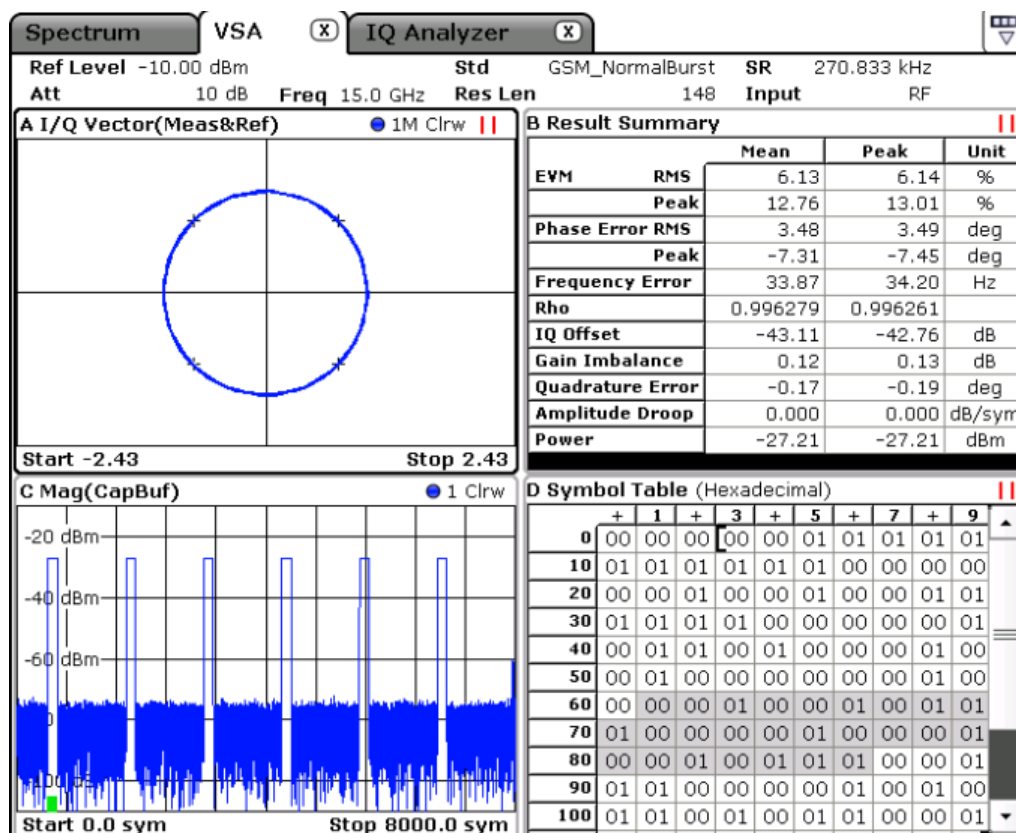 Spectrum VSA X IQ Analyzer X
Ref Level -10.00 dBm Std GSM_NormalBurst SR 270.833 kHz
Att 10 dB Freq 15.0 GHz Res Len 148 Input RF
A I/Q Vector(Meas&Ref) 1M Clrw
Start -2.43 Stop 2.43
B Result Summary
Mean Peak Unit
EVM RMS 6.13 6.14 %
Peak 12.76 13.01 %
Phase Error RMS 3.48 3.49 deg
Peak -7.31 -7.45 deg
Frequency Error 33.87 34.20 Hz
Rho 0.996279 0.996261
IQ Offset -43.11 -42.76 dB
Gain Imbalance 0.12 0.13 dB
Quadrature Error -0.17 -0.19 deg
Amplitude Droop 0.000 0.000 dB/sym
Power -27.21 -27.21 dBm
C Mag(CapBuf) 1 Clrw
-20 dBm
-40 dBm
-60 dBm
Start 0.0 sym Stop 8000.0 sym
D Symbol Table (Hexadecimal)
+ 1 + 3 + 5 + 7 + 9
0 00 00 00 00 00 01 01 01 01 01
10 01 01 01 01 01 01 00 00 00 00
20 00 00 01 00 00 01 00 00 01 00
30 01 01 01 01 00 00 00 00 00 01
40 00 01 01 00 01 00 00 00 01 00
50 00 01 00 00 00 00 00 00 01 00
60 00 00 00 01 00 00 01 00 01 01
70 01 00 00 00 00 01 00 00 00 01
80 00 00 01 00 01 01 01 00 00 01
90 01 01 00 00 00 01 00 01 01 00
100 01 01 00 01 00 01 00 00 00 01